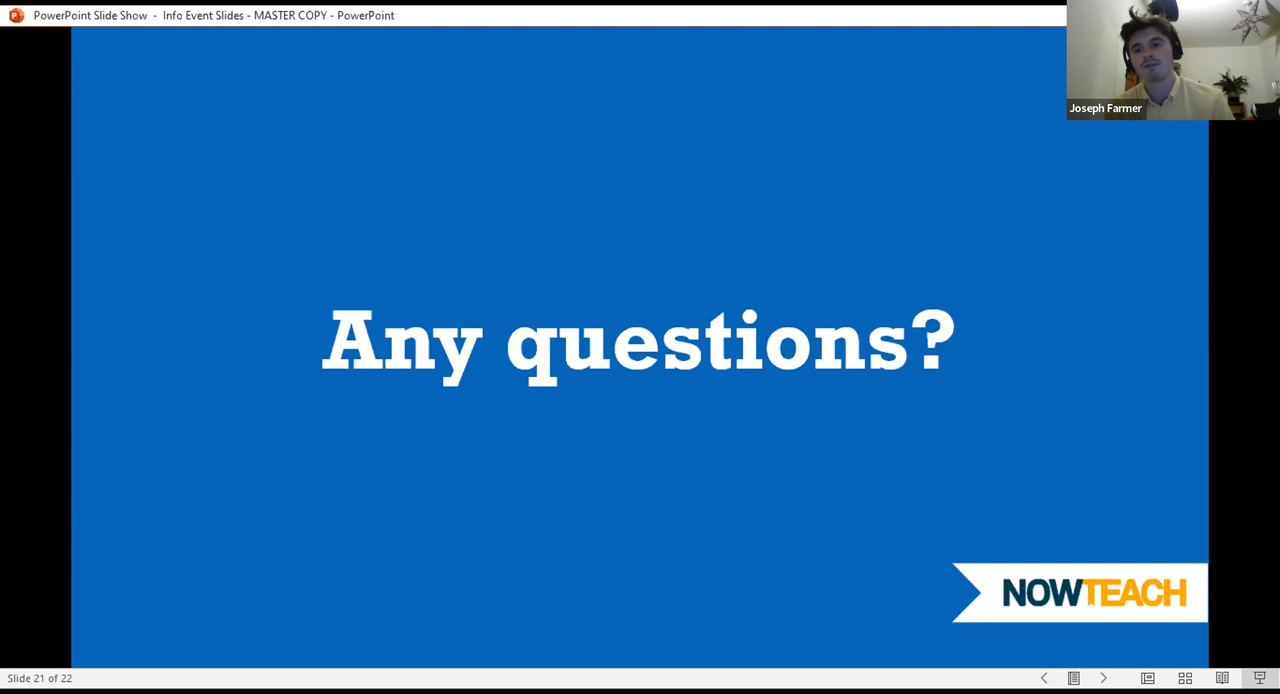 PowerPoint Slide Show - Info Event Slides - MASTER COPY - PowerPoint
Joseph Farmer
Any questions?
NOWTEACH
Slide 21 of 22